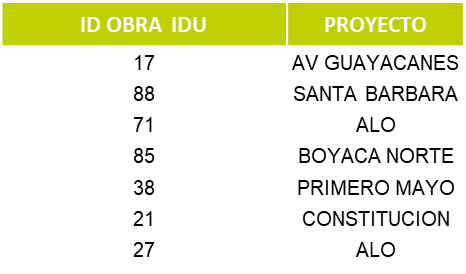 ID OBRA IDU PROYECTO
17 AV GUAYACANES
88 SANTA BARBARA
71 ALO
85 BOYACA NORTE
38 PRIMERO MAYO
21 CONSTITUCION
27 ALO